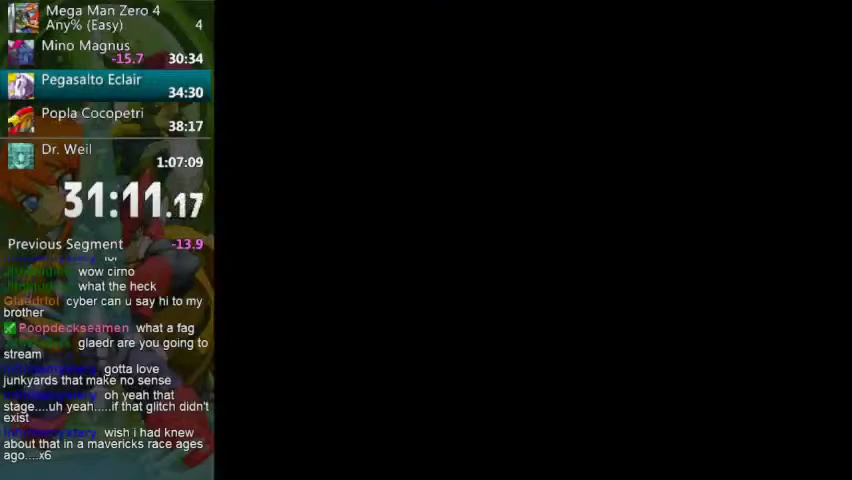 Mega Man Zero 4
Any% (Easy) 4
Mino Magnus
-15.7 30:34
Pegasalto Eclair
34:30
Popla Cocopetri
38:17
Dr. Weil
1:07:09
31:11.17
Previous Segment -13.9
lol
wow cirno
what the heck
cyber can u say hi to my
brother
Poopdeckseamen what a fag
glaedr are you going to
stream
gotta love
junkyards that make no sense
oh yeah that
stage....uh yeah.....if that glitch didn't
exist
wish i had knew
about that in a mavericks race ages
ago....x6